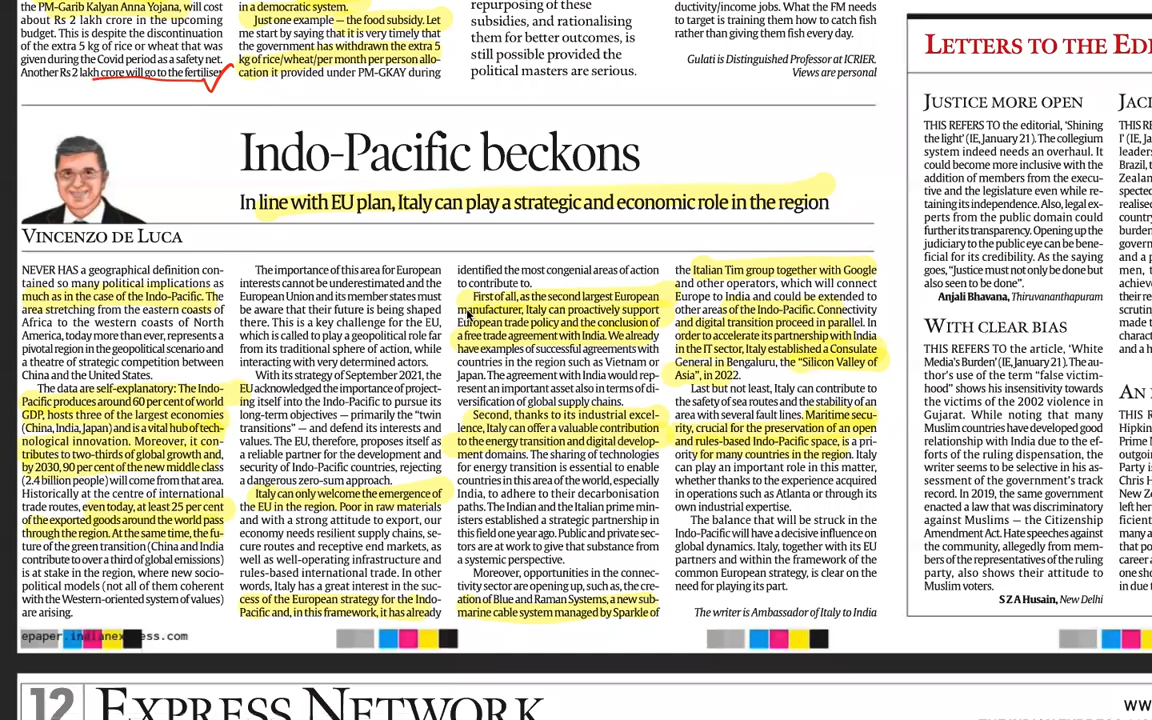 the PM-Garib Kalyan Anna Yojana, will cost
about Rs 2 lakh crore in the upcoming
budget. This is despite the discontinuation
of the extra 5 kg of rice or wheat that was
given during the Covid period as a safety net.
Another Rs 2 lakh crore will go to the fertiliser
in a democratic system.
Just one example — the food subsidy. Let
me start by saying that it is very timely that
the government has withdrawn the extra 5
kg of rice/wheat/per month per person allo-
cation it provided under PM-GKAY during
repurposing of these
subsidies, and rationalising
them for better outcomes, is
still possible provided the
political masters are serious.
ductivity/income jobs. What the FM needs
to target is training them how to catch fish
rather than giving them fish every day.
Gulati is Distinguished Professor at ICRIER.
Views are personal
Indo-Pacific beckons
In line with EU plan, Italy can play a strategic and economic role in the region
VINCENZO DE LUCA
NEVER HAS a geographical definition con-
tained so many political implications as
much as in the case of the Indo-Pacific. The
area stretching from the eastern coasts of
Africa to the western coasts of North
America, today more than ever, represents a
pivotal region in the geopolitical scenario and
a theatre of strategic competition between
China and the United States.
The data are self-explanatory: The Indo-
Pacific produces around 60 per cent of world
GDP, hosts three of the largest economies
(China, India, Japan) and is a vital hub of tech-
nological innovation. Moreover, it con-
tributes to two-thirds of global growth and,
by 2030, 90 per cent of the new middle class
(2.4 billion people) will come from that area.
Historically at the centre of international
trade routes, even today, at least 25 per cent
of the exported goods around the world pass
through the region. At the same time, the fu-
ture of the green transition (China and India
contribute to over a third of global emissions)
is at stake in the region, where new socio-
political models (not all of them coherent
with the Western-oriented system of values)
are arising.
The importance of this area for European
interests cannot be underestimated and the
European Union and its member states must
be aware that their future is being shaped
there. This is a key challenge for the EU,
which is called to play a geopolitical role far
from its traditional sphere of action, while
interacting with very determined actors.
With its strategy of September 2021, the
EU acknowledged the importance of project-
ing itself into the Indo-Pacific to pursue its
long-term objectives — primarily the “twin
transitions” — and defend its interests and
values. The EU, therefore, proposes itself as
a reliable partner for the development and
security of Indo-Pacific countries, rejecting
a dangerous zero-sum approach.
Italy can only welcome the emergence of
the EU in the region. Poor in raw materials
and with a strong attitude to export, our
economy needs resilient supply chains, se-
cure routes and receptive end markets, as
well as well-operating infrastructure and
rules-based international trade. In other
words, Italy has a great interest in the suc-
cess of the European strategy for the Indo-
Pacific and, in this framework, it has already
identified the most congenial areas of action
to contribute to.
First of all, as the second largest European
manufacturer, Italy can proactively support
European trade policy and the conclusion of
a free trade agreement with India. We already
have examples of successful agreements with
countries in the region such as Vietnam or
Japan. The agreement with India would rep-
resent an important asset also in terms of di-
versification of global supply chains.
Second, thanks to its industrial excel-
lence, Italy can offer a valuable contribution
to the energy transition and digital develop-
ment domains. The sharing of technologies
for energy transition is essential to enable
countries in this area of the world, especially
India, to adhere to their decarbonisation
paths. The Indian and the Italian prime min-
isters established a strategic partnership in
this field one year ago. Public and private sec-
tors are at work to give that substance from
a systemic perspective.
Moreover, opportunities in the connec-
tivity sector are opening up, such as, the cre-
ation of Blue and Raman Systems, a new sub-
marine cable system managed by Sparkle of
the Italian Tim group together with Google
and other operators, which will connect
Europe to India and could be extended to
other areas of the Indo-Pacific. Connectivity
and digital transition proceed in parallel. In
order to accelerate its partnership with India
in the IT sector, Italy established a Consulate
General in Bengaluru, the “Silicon Valley of
Asia”, in 2022.
Last but not least, Italy can contribute to
the safety of sea routes and the stability of an
area with several fault lines. Maritime secu-
rity, crucial for the preservation of an open
and rules-based Indo-Pacific space, is a pri-
ority for many countries in the region. Italy
can play an important role in this matter,
whether thanks to the experience acquired
in operations such as Atlanta or through its
own industrial expertise.
The balance that will be struck in the
Indo-Pacific will have a decisive influence on
global dynamics. Italy, together with its EU
partners and within the framework of the
common European strategy, is clear on the
need for playing its part.
The writer is Ambassador of Italy to India
LETTERS TO THE EDI
JUSTICE MORE OPEN
THIS REFERS TO the editorial, ‘Shining
the light’ (IE, January 21). The collegium
system indeed needs an overhaul. It
could become more inclusive with the
addition of members from the execu-
tive and the legislature even while re-
taining its independence. Also, legal ex-
perts from the public domain could
further its transparency. Opening up the
judiciary to the public eye can be bene-
ficial for its credibility. As the saying
goes, “Justice must not only be done but
also seen to be done”.
Anjali Bhavana, Thiruvananthapuram
WITH CLEAR BIAS
THIS REFERS TO the article, ‘White
Media’s Burden’ (IE, January 21). The au-
thor’s use of the term “false victim-
hood” shows his insensitivity towards
the victims of the 2002 violence in
Gujarat. While noting that many
Muslim countries have developed good
relationship with India due to the ef-
forts of the ruling dispensation, the
writer seems to be selective in his as-
sessment of the government’s track
record. In 2019, the same government
enacted a law that was discriminatory
against Muslims — the Citizenship
Amendment Act. Hate speeches against
the community, allegedly from mem-
bers of the representatives of the ruling
party, also shows their attitude to
Muslim voters.
S Z A Husain, New Delhi
JACI
THIS RE
I’ (IE, Ja
leaders
Brazil, t
Zealan
spected
realised
country
burden
govern
and a p
men, t
achieve
their re
scrutin
made t
charact
and a h
AN
THIS R
Hipkin
Prime M
outgoin
Party is
Chris H
New Ze
left her
ficient
many a
that po
career a
one sho
in due t
epaper.indianexpress.com
12
EXPRESS NETWORK
WW